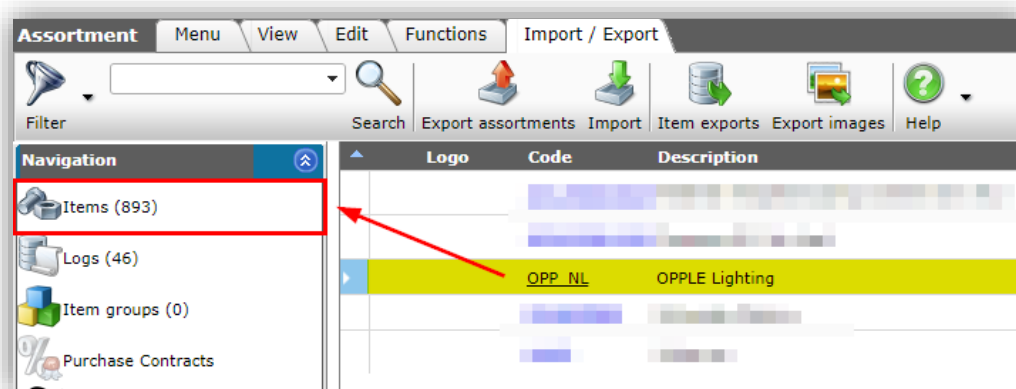 Assortment Menu View Edit Functions Import / Export
Filter Search Export assortments Import Item exports Export images Help
Navigation Logo Code Description
Items (893)
Logs (46)
OPP_NL OPPLE Lighting
Item groups (0)
Purchase Contracts